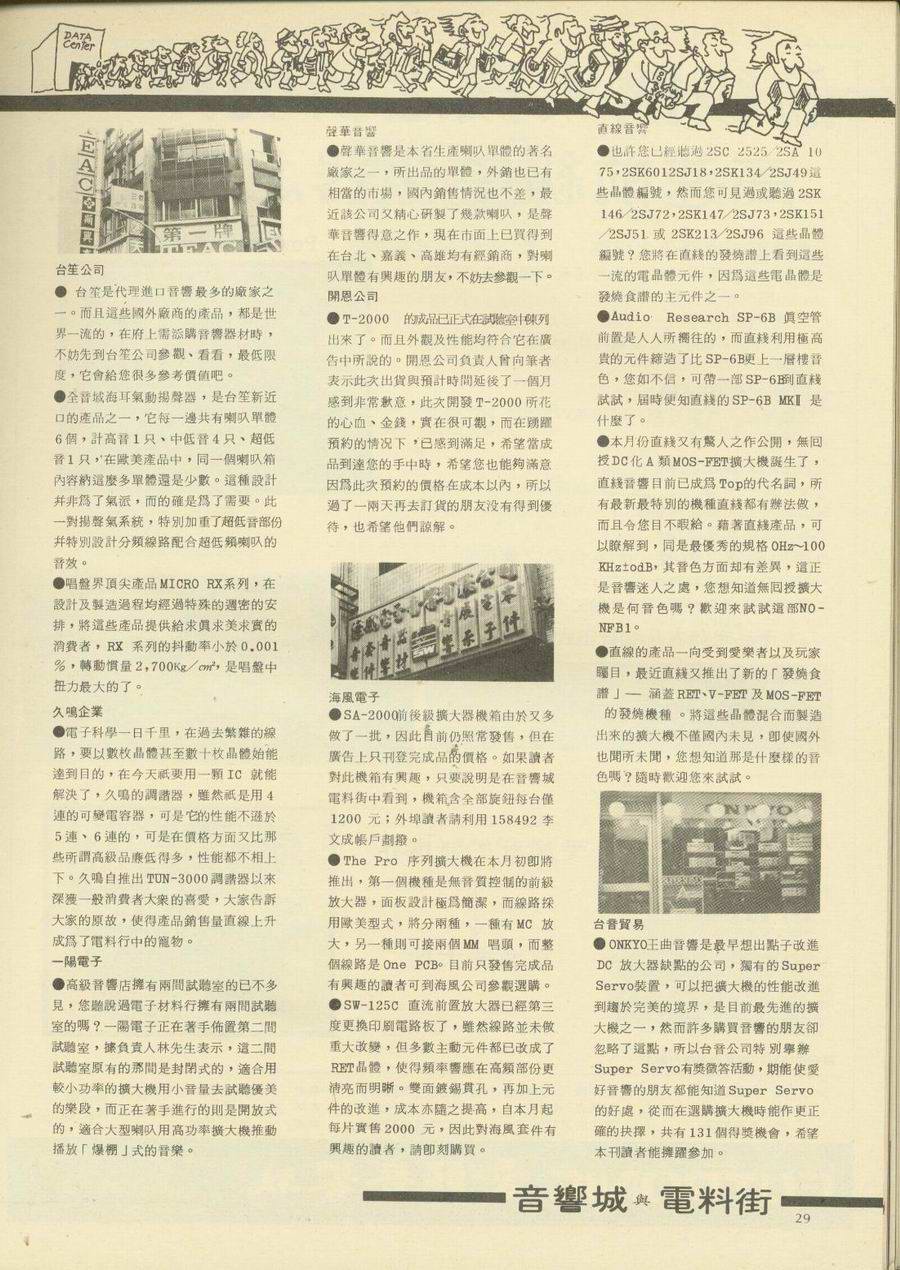 DATA
Center
TEAC
第一牌
TEAC
台笙公司
● 台笙是代理進口音響最多的廠家之
一。而且這些國外廠商的產品，都是世
界一流的，在府上需添購音響器材時，
不妨先到台笙公司參觀、看看，最低限
度，它會給您很多參考價值吧。
●全音域海耳氣動揚聲器，是台笙新近
口的產品之一，它每一邊共有喇叭單體
6個，計高音1只、中低音4只、超低
音1只，在歐美產品中，同一個喇叭箱
內容納這麼多單體還是少數。這種設計
幷非爲了氣派，而的確是爲了需要。此
一對揚聲氣系統，特別加重了超低音部份
幷特別設計分頻線路配合超低頻喇叭的
音效。
●唱盤界頂尖產品MICRO RX系列，在
設計及製造過程均經過特殊的週密的安
排，將這些產品提供給求眞求美求實的
消費者，RX 系列的抖動率小於0.001
％，轉動慣量2,700Kg／cm²，是唱盤中
扭力最大的了。
久鳴企業
●電子科學一日千里，在過去繁雜的線
路，要以數枚晶體甚至數十枚晶體始能
達到目的，在今天祇要用一顆IC 就能
解決了，久鳴的調諧器，雖然祇是用4
連的可變電容器，可是它的性能不遜於
5連、6連的，可是在價格方面又比那
些所謂高級品廉低得多，性能都不相上
下。久鳴自推出TUN-3000調諧器以來
深獲一般消費者大衆的喜愛，大家告訴
大家的原故，使得產品銷售量直線上升
成爲了電料行中的寵物。
一陽電子
●高級音響店擁有兩間試聽室的已不多
見，您聽說過電子材料行擁有兩間試聽
室的嗎？一陽電子正在著手佈置第二間
試聽室，據負責人林先生表示，這二間
試聽室原有的那間是封閉式的，適合用
較小功率的擴大機用小音量去試聽優美
的樂段，而正在著手進行的則是開放式
的，適合大型喇叭用高功率擴大機推動
播放「爆棚」式的音樂。
聲華音響
●聲華音響是本省生產喇叭單體的著名
廠家之一，所出品的單體，外銷也已有
相當的市場，國內銷售情況也不差，最
近該公司又精心硏製了幾款喇叭，是聲
華音響得意之作，現在市面上已買得到
在台北、嘉義、高雄均有經銷商，對喇
叭單體有興趣的朋友，不妨去參觀一下。
開恩公司
●T-2000 的成品已正式在試聽室中陳列
出來了。而且外觀及性能均符合它在廣
告中所說的。開恩公司負責人曾向筆者
表示此次出貨與預計時間延後了一個月
感到非常歉意，此次開發T-2000所花
的心血、金錢，實在很可觀，而在踴躍
預約的情況下，已感到滿足，希望當成
品到達您的手中時，希望您也能夠滿意
因爲此次預約的價格在成本以內，所以
過了一兩天再去訂貨的朋友没有得到優
待，也希望他們諒解。
SW
海風電子
●SA-2000前後級擴大器機箱由於又多
做了一批，因此目前仍照常發售，但在
廣告上只刊登完成品的價格。如果讀者
對此機箱有興趣，只要說明是在音響城
電料街中看到，機箱含全部旋鈕每台僅
1200 元；外埠讀者請利用158492李
文成帳戶劃撥。
●The Pro 序列擴大機在本月初卽將
推出，第一個機種是無音質控制的前級
放大器，面板設計極爲簡潔，而線路採
用歐美型式，將分兩種，一種有MC 放
大，另一種則可接兩個MM 唱頭，而整
個線路是One PCB。目前只發售完成品
有興趣的讀者可到海風公司參觀選購。
●SW-125C 直流前置放大器已經第三
度更換印刷電路板了，雖然線路並未做
重大改變，但多數主動元件都已改成了
RET晶體，使得頻率響應在高頻部份更
清亮而明晰。雙面鍍錫貫孔，再加上元
件的改進，成本亦隨之提高，自本月起
每片實售2000 元，因此對海風套件有
興趣的讀者，請卽刻購買。
直線音響
●也許您已經聽過2SC 2525／2SA 10
75，2SK6012SJ18，2SK134／2SJ49這
些晶體編號，然而您可見過或聽過2SK
146／2SJ72，2SK147／2SJ73，2SK151
／2SJ51或 2SK213／2SJ96 這些晶體
編號？您將在直綫的發燒譜上看到這些
一流的電晶體元件，因爲這些電晶體是
發燒食譜的主元件之一。
●Audio Research SP-6B 眞空管
前置是人人所嚮往的，而直綫利用極高
貴的元件締造了比SP-6B更上一層樓音
色，您如不信，可帶一部SP-6B到直綫
試試，屆時便知直綫的SP-6B MKⅡ 是
什麼了。
●本月份直綫又有驚人之作公開，無囘
授DC化A類MOS-FET擴大機誕生了，
直綫音響目前已成爲Top的代名詞，所
有最新最特別的機種直綫都有辦法做，
而且令您目不暇給。藉著直綫產品，可
以瞭解到，同是最優秀的規格OHz～100
KHz±odB，其音色方面却有差異，這正
是音響迷人之處，您想知道無囘授擴大
機是何音色嗎？歡迎來試試這部NO-
NFB1。
●直線的產品一向受到愛樂者以及玩家
矚目，最近直綫又推出了新的「發燒食
譜」— 涵蓋RET、V-FET及MOS-FET
的發燒機種。將這些晶體混合而製造
出來的擴大機不僅國內未見，卽使國外
也聞所未聞，您想知道那是什麼樣的音
色嗎？隨時歡迎您來試試。
ONKYO
台音貿易
●ONKYO王曲音響是最早想出點子改進
DC 放大器缺點的公司，獨有的Super
Servo裝置，可以把擴大機的性能改進
到趨於完美的境界，是目前最先進的擴
大機之一，然而許多購買音響的朋友卻
忽略了這點，所以台音公司特別舉辦
Super Servo有獎徵答活動，期能使愛
好音響的朋友都能知道Super Servo
的好處，從而在選購擴大機時能作更正
確的抉擇，共有131個得獎機會，希望
本刊讀者能擁躍參加。
音響城與電料街
29